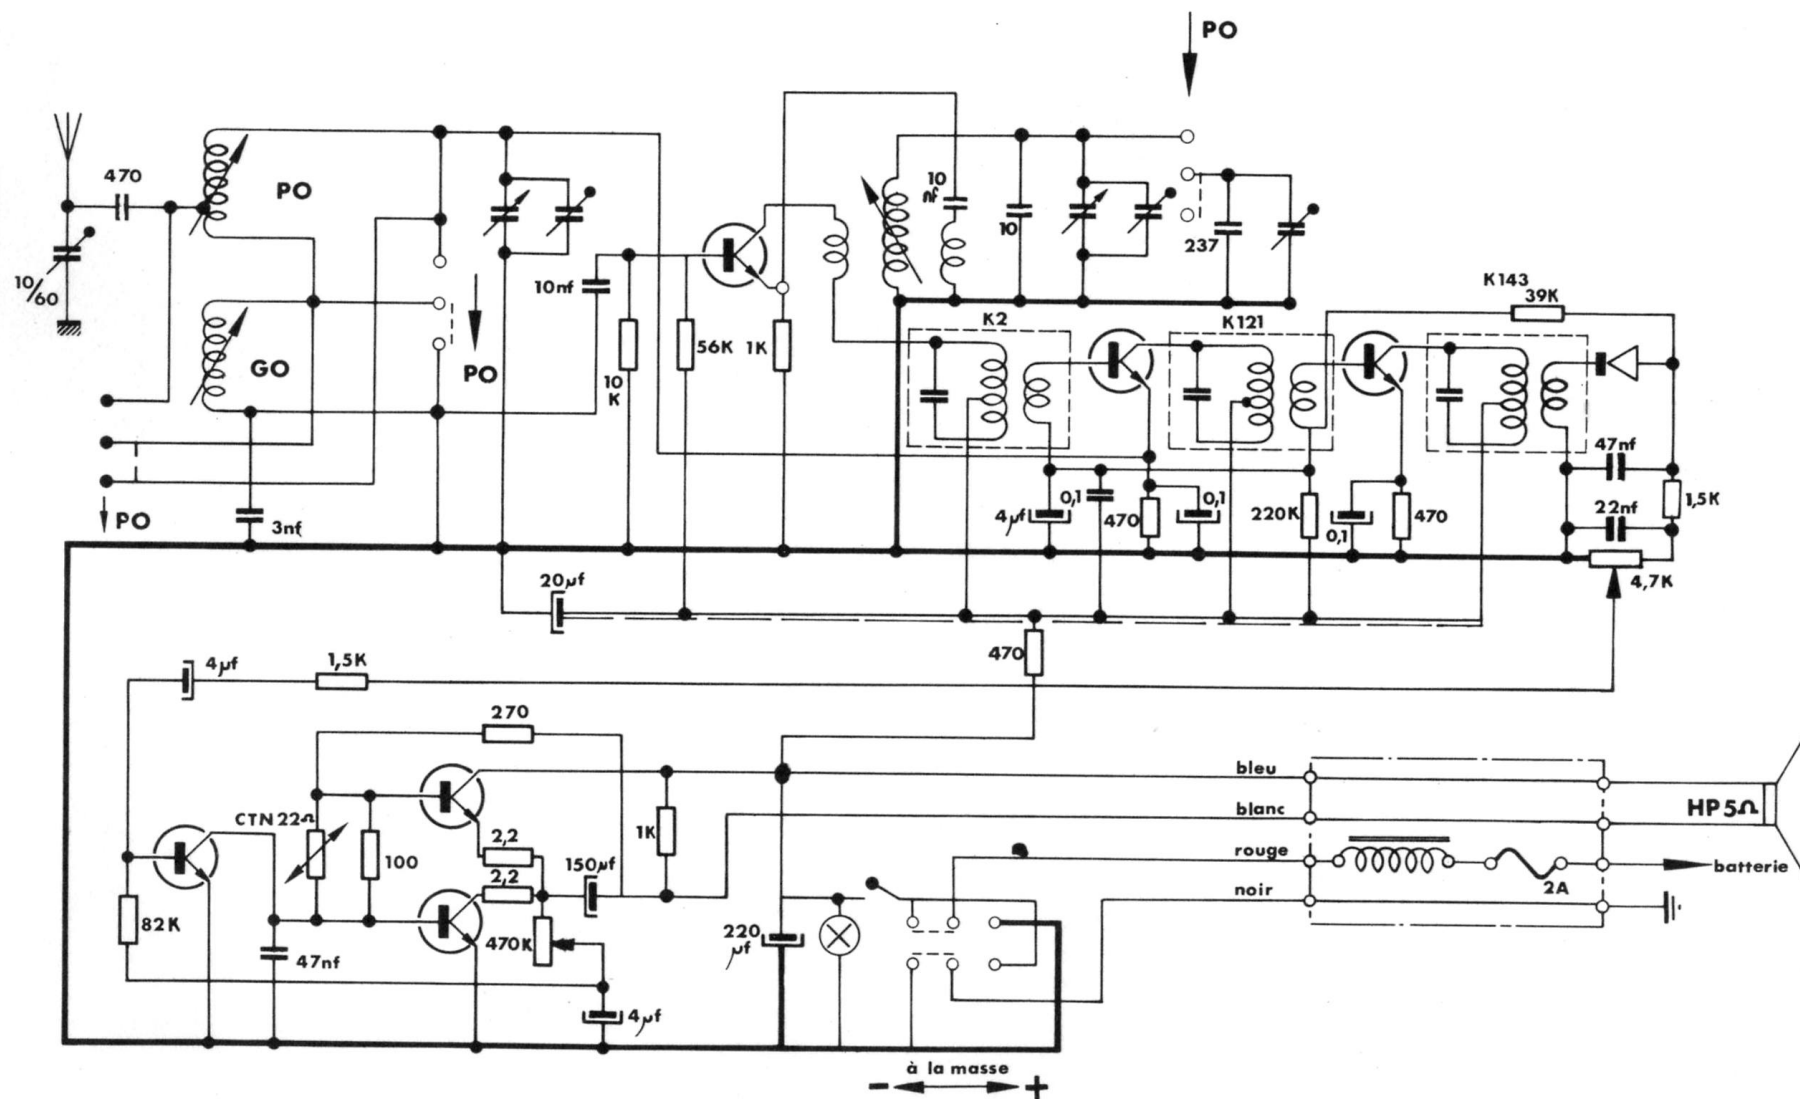 PO
470
PO
10
nf
10
237
10/60
10nf
K143
39K
K2
K121
GO
PO
10
K
56K
1K
47nf
1,5K
PO
3nf
4µf
0,1
470
0,1
220K
0,1
470
22nf
4,7K
20µf
470
4µf
1,5K
270
bleu
HP 5Ω
CTN 22Ω
1K
blanc
100
2,2
2,2
150µf
rouge
batterie
2A
noir
82K
470K
220
µf
47nf
4µf
à la masse
- +